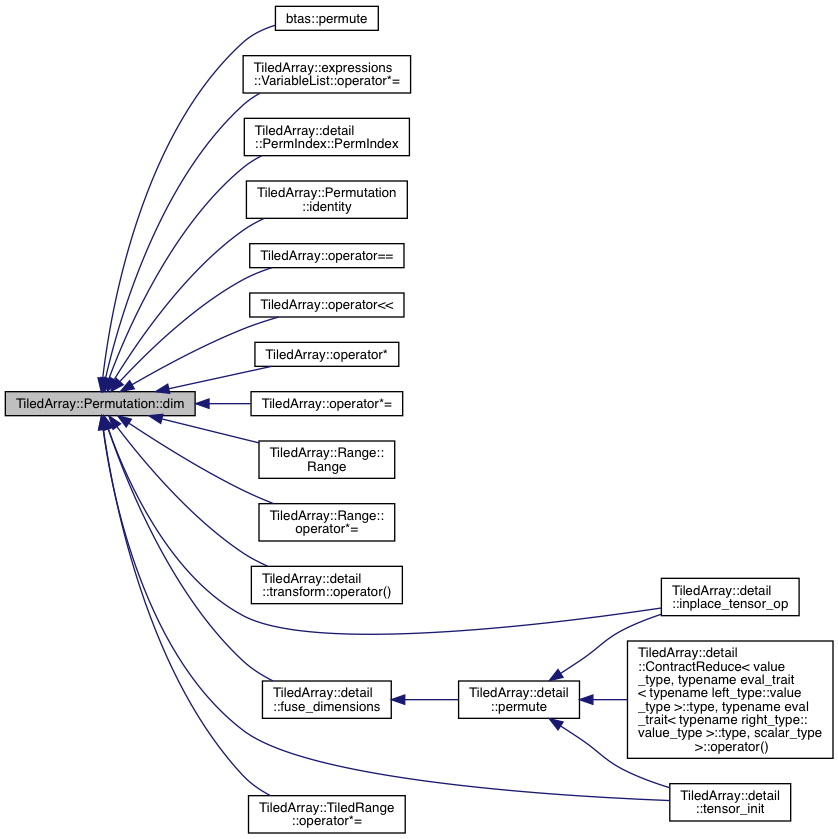 btas::permute
TiledArray::expressions
::VariableList::operator*=
TiledArray::detail
::PermIndex::PermIndex
TiledArray::Permutation
::identity
TiledArray::operator==
TiledArray::operator<<
TiledArray::operator*
TiledArray::Permutation::dim
TiledArray::operator*=
TiledArray::Range::
Range
TiledArray::Range::
operator*=
TiledArray::detail
::transform::operator()
TiledArray::detail
::inplace_tensor_op
TiledArray::detail
::fuse_dimensions
TiledArray::detail
::permute
TiledArray::detail
::ContractReduce< value
_type, typename eval_trait
< typename left_type::value
_type >::type, typename eval
_trait< typename right_type::
value_type >::type, scalar_type
>::operator()
TiledArray::detail
::tensor_init
TiledArray::TiledRange
::operator*=